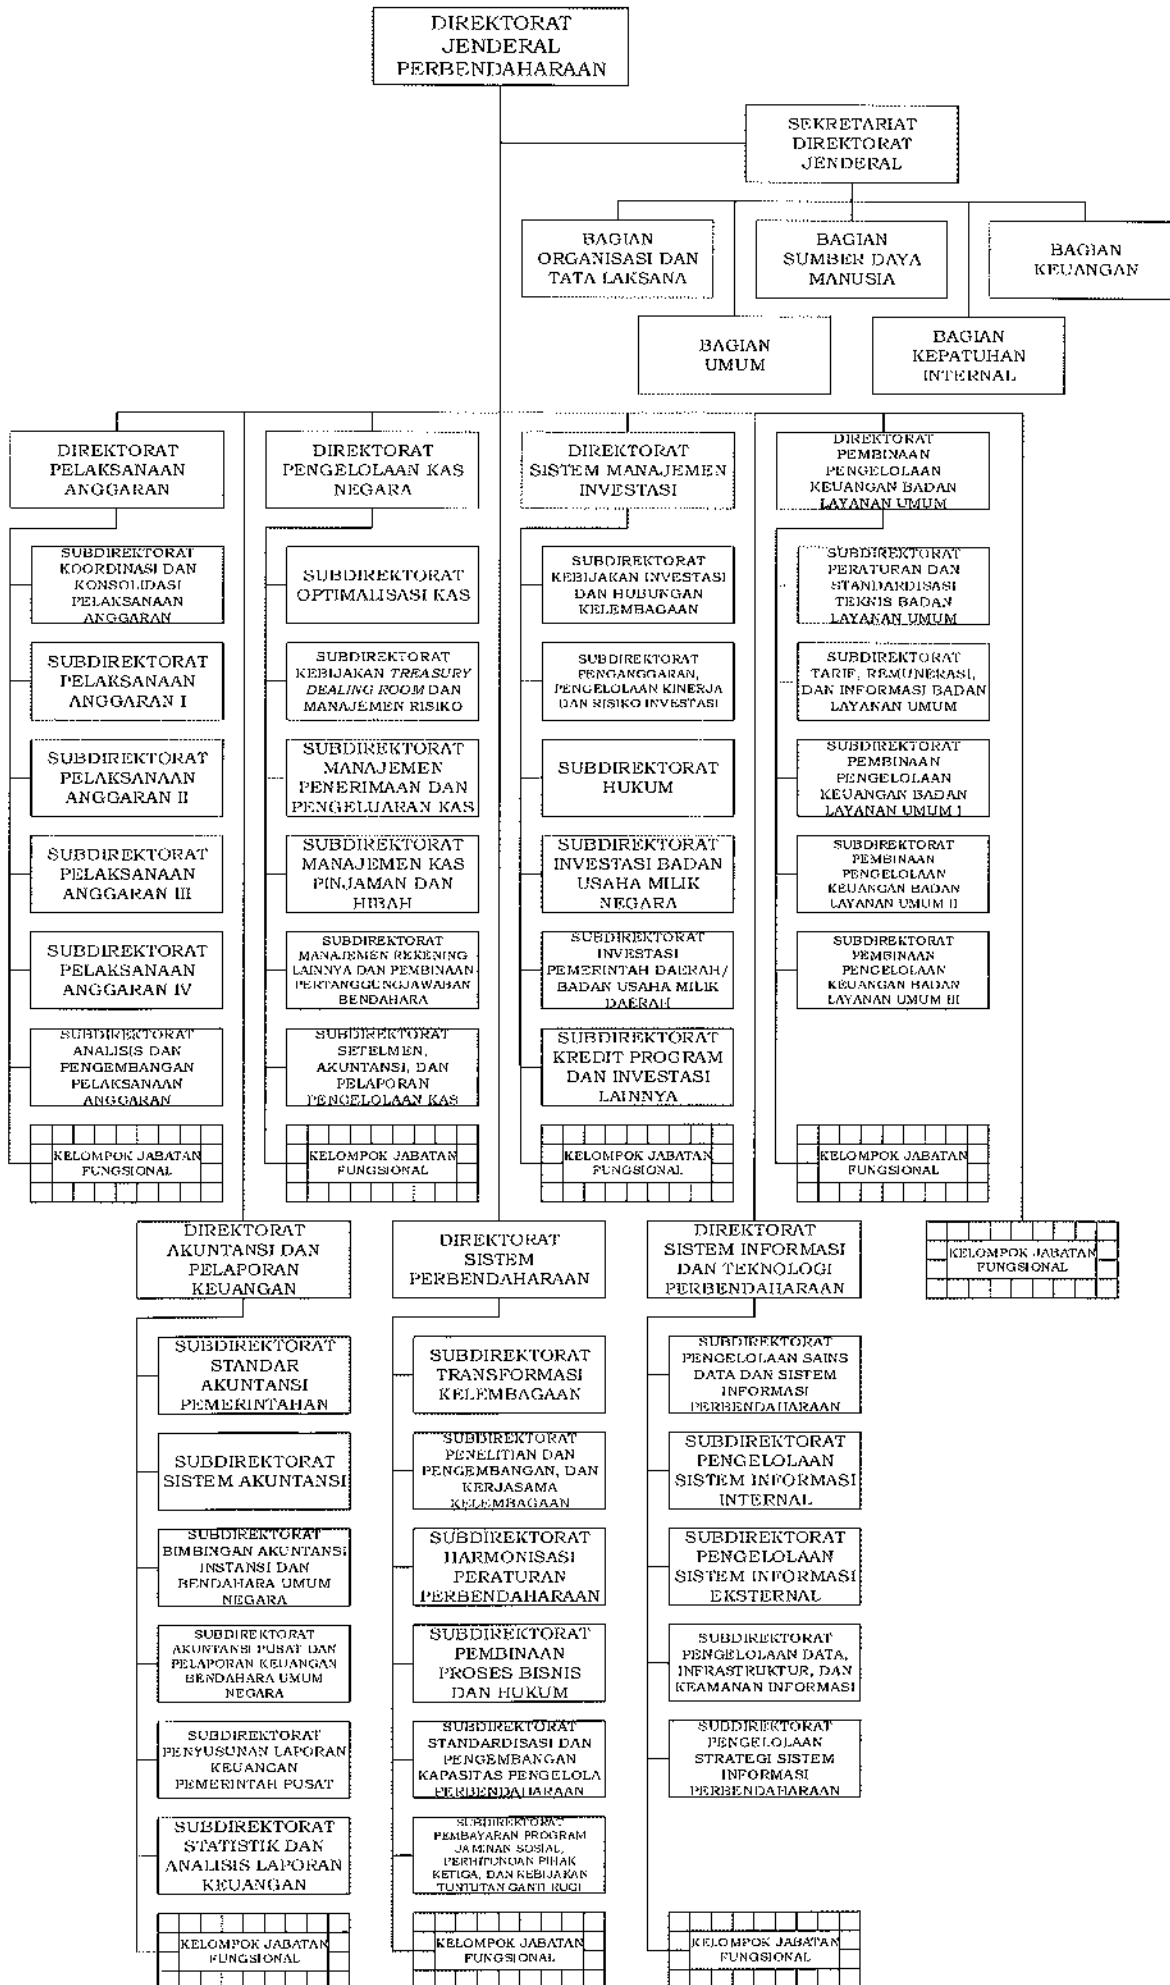 DIREKTORAT
JENDERAL
PERBENDAHARAAN
SEKRETARIAT
DIREKTORAT
JENDERAL
BAGIAN
ORGANISASI DAN
TATA LAKSANA
BAGIAN
SUMBER DAYA
MANUSIA
BAGIAN
KEUANGAN
BAGIAN
UMUM
BAGIAN
KEPATUHAN
INTERNAL
DIREKTORAT
PELAKSANAAN
ANGGARAN
DIREKTORAT
PENGELOLAAN KAS
NEGARA
DIREKTORAT
SISTEM MANAJEMEN
INVESTASI
DIREKTORAT
PEMBINAAN
PENGELOLAAN
KEUANGAN BADAN
LAYANAN UMUM
SUBDIREKTORAT
KOORDINASI DAN
KONSOLIDASI
PELAKSANAAN
ANGGARAN
SUBDIREKTORAT
OPTIMALISASI KAS
SUBDIREKTORAT
KEBIJAKAN INVESTASI
DAN HUBUNGAN
KELEMBAGAAN
SUBDIREKTORAT
PERATURAN DAN
STANDARDISASI
TEKNIS BADAN
LAYANAN UMUM
SUBDIREKTORAT
PELAKSANAAN
ANGGARAN I
SUBDIREKTORAT
KEBIJAKAN TREASURY
DEALING ROOM DAN
MANAJEMEN RISIKO
SUBDIREKTORAT
PENGANGGARAN,
PENGELOLAAN KINERJA
DAN RISIKO INVESTASI
SUBDIREKTORAT
TARIF, REMUNERASI,
DAN INFORMASI BADAN
LAYANAN UMUM
SUBDIREKTORAT
PELAKSANAAN
ANGGARAN II
SUBDIREKTORAT
MANAJEMEN
PENERIMAAN DAN
PENGELUARAN KAS
SUBDIREKTORAT
HUKUM
SUBDIREKTORAT
PEMBINAAN
PENGELOLAAN
KEUANGAN BADAN
LAYANAN UMUM I
SUBDIREKTORAT
PELAKSANAAN
ANGGARAN III
SUBDIREKTORAT
MANAJEMEN KAS
PINJAMAN DAN
HIBAH
SUBDIREKTORAT
INVESTASI BADAN
USAHA MILIK
NEGARA
SUBDIREKTORAT
PEMBINAAN
PENGELOLAAN
KEUANGAN BADAN
LAYANAN UMUM II
SUBDIREKTORAT
PELAKSANAAN
ANGGARAN IV
SUBDIREKTORAT
MANAJEMEN REKENING
LAINNYA DAN PEMBINAAN
PERTANGGUNGJAWABAN
BENDAHARA
SUBDIREKTORAT
INVESTASI
PEMERINTAH DAERAH/
BADAN USAHA MILIK
DAERAH
SUBDIREKTORAT
PEMBINAAN
PENGELOLAAN
KEUANGAN BADAN
LAYANAN UMUM III
SUBDIREKTORAT
ANALISIS DAN
PENGEMBANGAN
PELAKSANAAN
ANGGARAN
SUBDIREKTORAT
SETELMEN,
AKUNTANSI, DAN
PELAPORAN
PENGELOLAAN KAS
SUBDIREKTORAT
KREDIT PROGRAM
DAN INVESTASI
LAINNYA
KELOMPOK JABATAN
FUNGSIONAL
KELOMPOK JABATAN
FUNGSIONAL
KELOMPOK JABATAN
FUNGSIONAL
KELOMPOK JABATAN
FUNGSIONAL
DIREKTORAT
AKUNTANSI DAN
PELAPORAN
KEUANGAN
DIREKTORAT
SISTEM
PERBENDAHARAAN
DIREKTORAT
SISTEM INFORMASI
DAN TEKNOLOGI
PERBENDAHARAAN
KELOMPOK JABATAN
FUNGSIONAL
SUBDIREKTORAT
STANDAR
AKUNTANSI
PEMERINTAHAN
SUBDIREKTORAT
TRANSFORMASI
KELEMBAGAAN
SUBDIREKTORAT
PENGELOLAAN SAINS
DATA DAN SISTEM
INFORMASI
PERBENDAHARAAN
SUBDIREKTORAT
SISTEM AKUNTANSI
SUBDIREKTORAT
PENELITIAN DAN
PENGEMBANGAN, DAN
KERJASAMA
KELEMBAGAAN
SUBDIREKTORAT
PENGELOLAAN
SISTEM INFORMASI
INTERNAL
SUBDIREKTORAT
BIMBINGAN AKUNTANSI
INSTANSI DAN
BENDAHARA UMUM
NEGARA
SUBDIREKTORAT
HARMONISASI
PERATURAN
PERBENDAHARAAN
SUBDIREKTORAT
PENGELOLAAN
SISTEM INFORMASI
EKSTERNAL
SUBDIREKTORAT
AKUNTANSI PUSAT DAN
PELAPORAN KEUANGAN
BENDAHARA UMUM
NEGARA
SUBDIREKTORAT
PEMBINAAN
PROSES BISNIS
DAN HUKUM
SUBDIREKTORAT
PENGELOLAAN DATA,
INFRASTRUKTUR, DAN
KEAMANAN INFORMASI
SUBDIREKTORAT
PENYUSUNAN LAPORAN
KEUANGAN
PEMERINTAH PUSAT
SUBDIREKTORAT
STANDARDISASI DAN
PENGEMBANGAN
KAPASITAS PENGELOLA
PERBENDAHARAAN
SUBDIREKTORAT
PENGELOLAAN
STRATEGI SISTEM
INFORMASI
PERBENDAHARAAN
SUBDIREKTORAT
STATISTIK DAN
ANALISIS LAPORAN
KEUANGAN
SUBDIREKTORAT
PEMBAYARAN PROGRAM
JAMINAN SOSIAL,
PERHITUNGAN PIHAK
KETIGA, DAN KEBIJAKAN
TUNTUTAN GANTI RUGI
KELOMPOK JABATAN
FUNGSIONAL
KELOMPOK JABATAN
FUNGSIONAL
KELOMPOK JABATAN
FUNGSIONAL